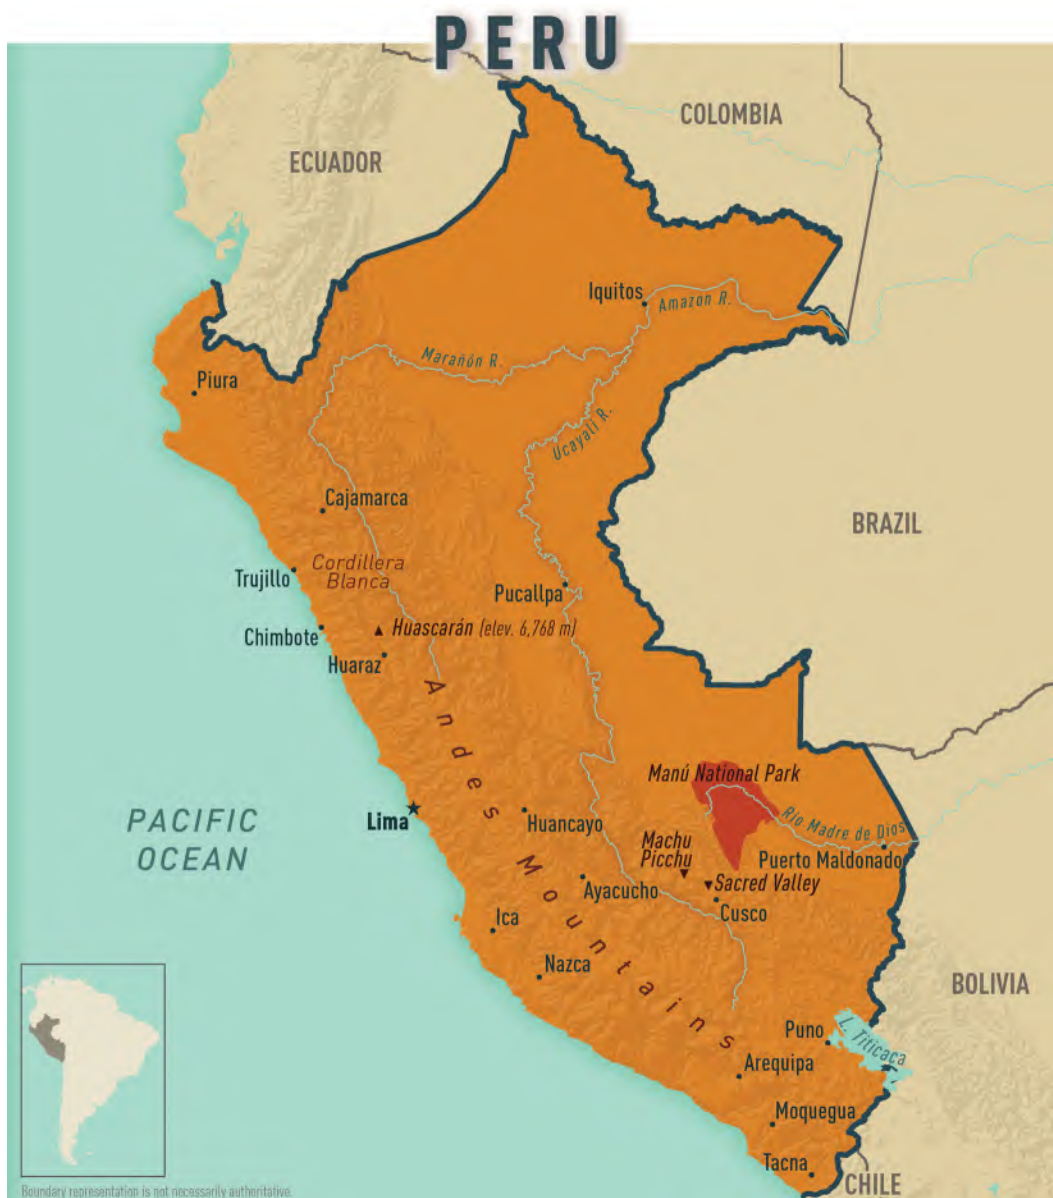 PERU
COLOMBIA
ECUADOR
Iquitos
Amazon R.
Marañón R.
Piura
Ucayali R.
Cajamarca
BRAZIL
Cordillera
Blanca
Trujillo
Pucallpa
Chimbote
Huascarán (elev. 6,768 m)
Huaraz
Andes Mountains
Manú National Park
PACIFIC
OCEAN
Lima
Huancayo
Río Madre de Dios
Machu
Picchu
Puerto Maldonado
Ayacucho
Sacred Valley
Cusco
Ica
Nazca
BOLIVIA
Puno
L. Titicaca
Arequipa
Moquegua
Tacna
CHILE
Boundary representation is not necessarily authoritative.